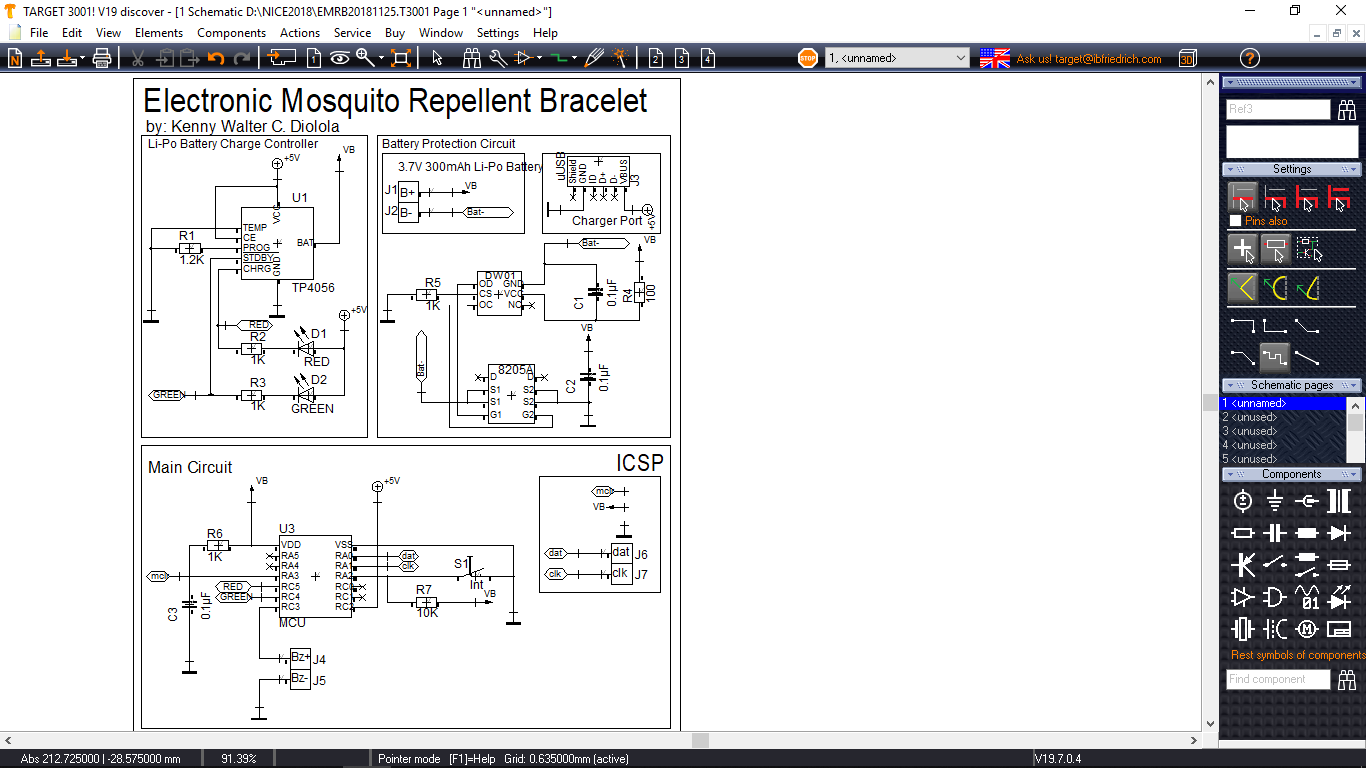 TARGET 3001! V19 discover - [1 Schematic D:\NICE2018\EMRB20181125.T3001 Page 1 "<unnamed>"]
File Edit View Elements Components Actions Service Buy Window Settings Help
1, <unnamed>
Ask us! target@ibfriedrich.com
Electronic Mosquito Repellent Bracelet
by: Kenny Walter C. Diolola
Li-Po Battery Charge Controller
+5V
VB
U1
VCC
TEMP
CE
PROG
STDBY
CHRG
GND
BAT
R1
1.2K
TP4056
+5V
RED
R2
1K
D1
RED
GREEN
R3
1K
D2
GREEN
Battery Protection Circuit
3.7V 300mAh Li-Po Battery
J1 B+ VB
J2 B- Bat-
uUSB
Shield
GND
ID
D+
D-
VBUS
J3
+5V
Charger Port
Bat-
VB
R5
1K
DW01
OD GND
CS VCC
OC NC
C1
0.1µF
R4
100
VB
Bat-
8205A
D D
S1 S2
S1 S2
G1 G2
C2
0.1µF
Main Circuit
VB
+5V
R6
1K
U3
VDD VSS
RA5 RA0 dat
RA4 RA1 clk
mclr RA3 RA2
RED RC5 RC0
GREEN RC4 RC1
RC3 RC2
MCU
C3
0.1µF
S1
Int
R7
10K
VB
Bz+ J4
Bz- J5
ICSP
mclr
VB
dat dat J6
clk clk J7
Ref3
Settings
Pins also
Schematic pages
1 <unnamed>
2 <unused>
3 <unused>
4 <unused>
5 <unused>
Components
Rest symbols of components
Find component
Abs 212.725000 | -28.575000 mm 91.39% Pointer mode [F1]=Help Grid: 0.635000mm (active) V19.7.0.4